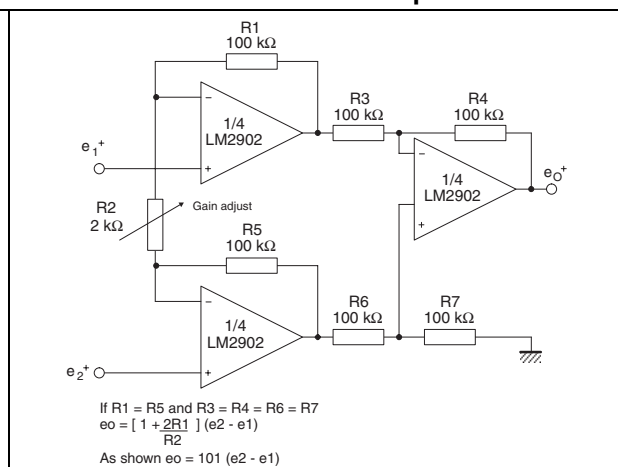 R1
100 kΩ
R3
100 kΩ
R4
100 kΩ
1/4
LM2902
e1+
1/4
LM2902
eO+
R2
2 kΩ
Gain adjust
R5
100 kΩ
1/4
LM2902
R6
100 kΩ
R7
100 kΩ
e2+
If R1 = R5 and R3 = R4 = R6 = R7
eo = [ 1 + 2R1 ] (e2 - e1)
R2
As shown eo = 101 (e2 - e1)